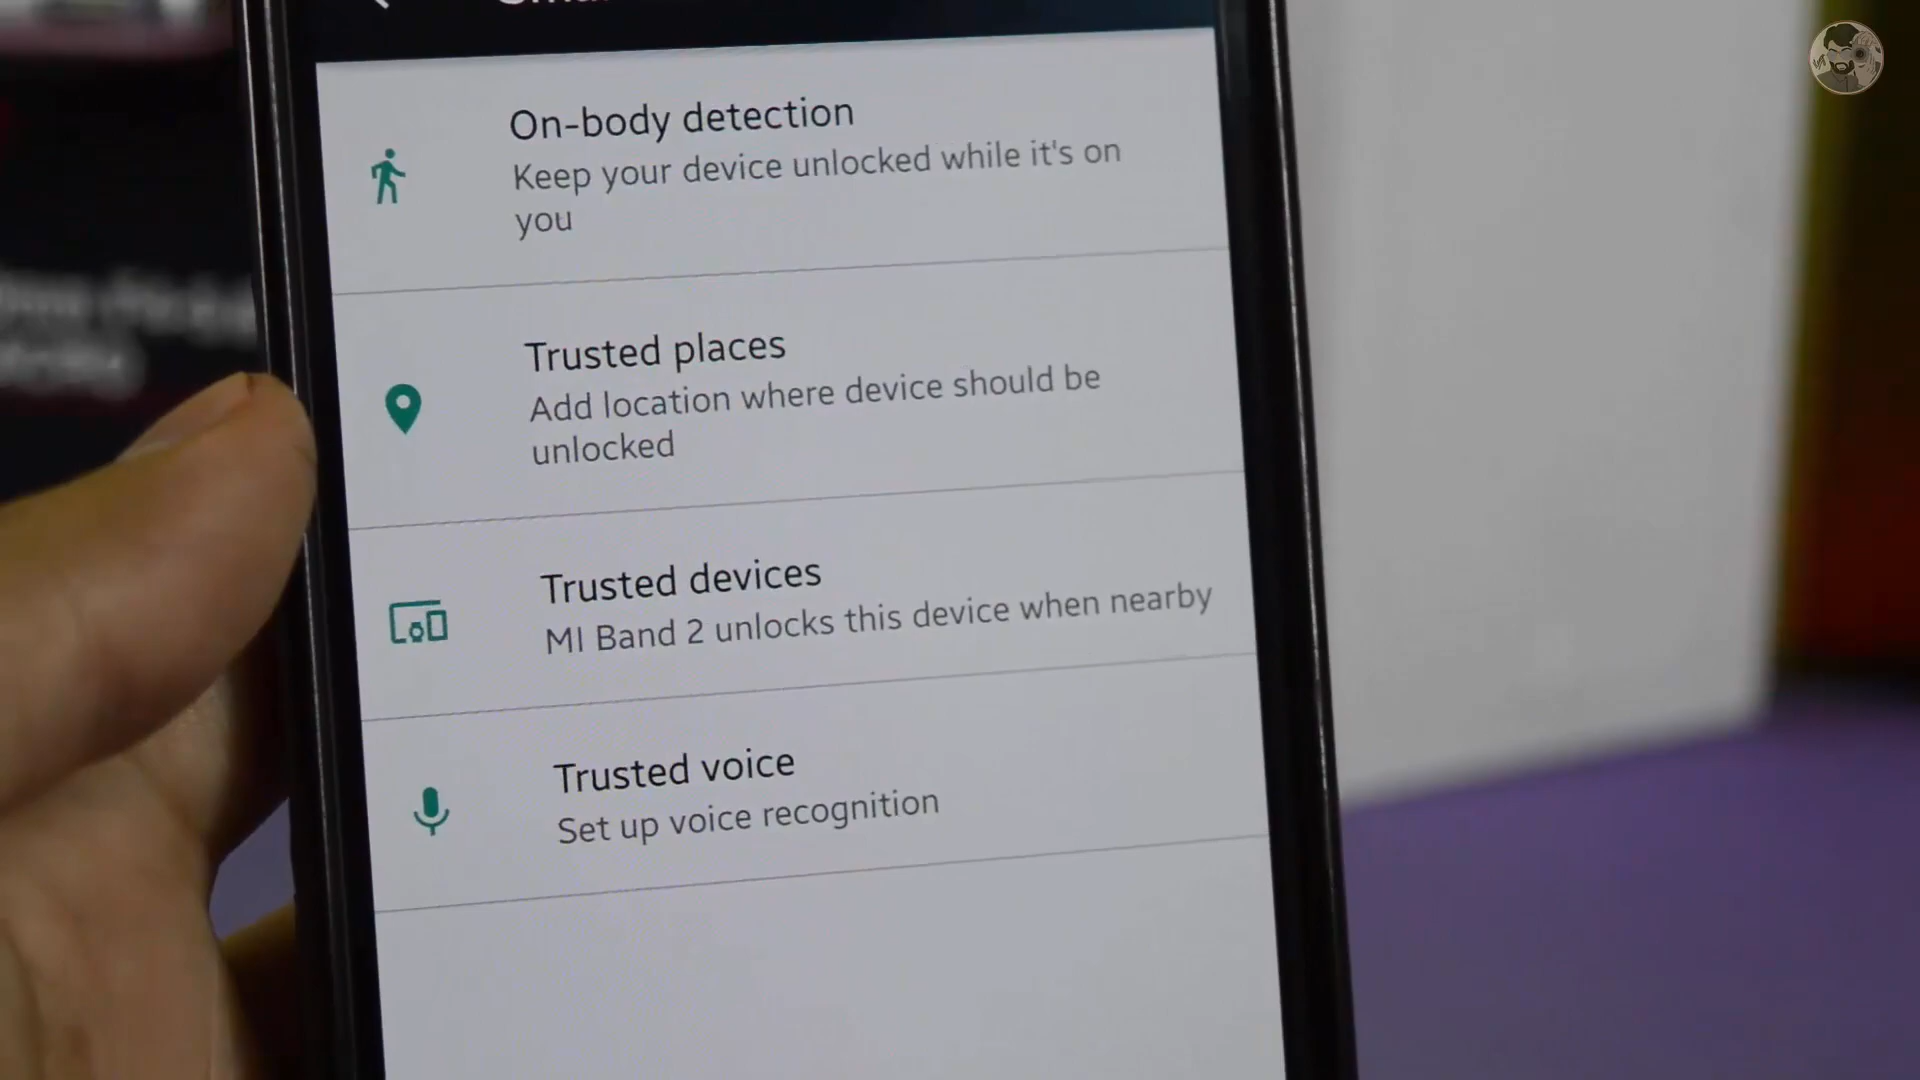 On-body detection
Keep your device unlocked while it's on
you
Trusted places
Add location where device should be
unlocked
Trusted devices
MI Band 2 unlocks this device when nearby
Trusted voice
Set up voice recognition